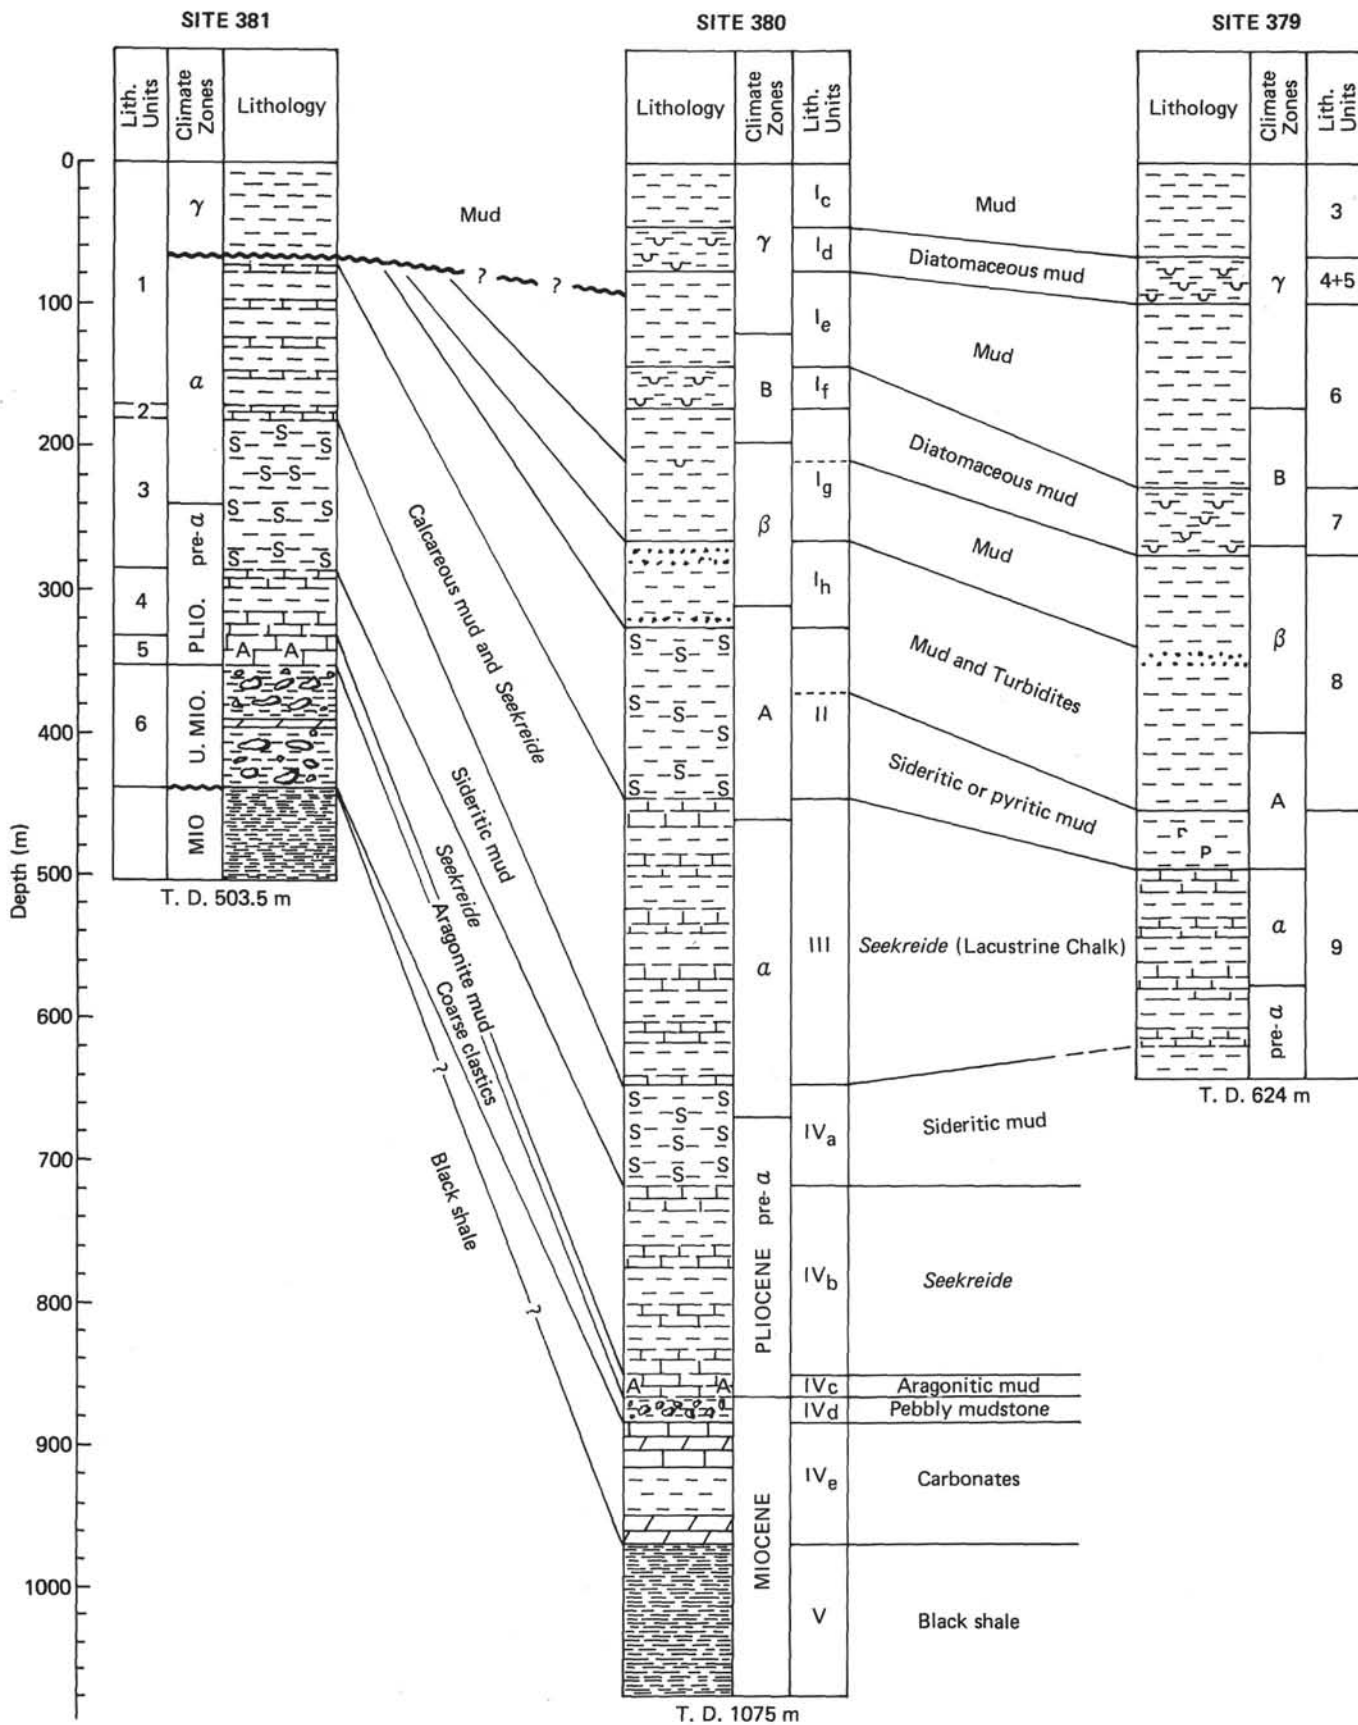 SITE 381
SITE 380
SITE 379
Lith. Units
Climate Zones
Lithology
Lithology
Climate Zones
Lith. Units
Lithology
Climate Zones
Lith. Units
Depth (m)
0
100
200
300
400
500
600
700
800
900
1000
γ
α
pre-α
PLIO.
U. MIO.
MIO
1
2
3
4
5
6
S S S
S S
S S S
S
S S
A A
T. D. 503.5 m
Mud
? ?
Calcareous mud and Seekreide
Sideritic mud
Seekreide
Aragonite mud
Coarse clastics
?
Black shale
?
γ
B
β
A
α
pre-α
PLIOCENE
MIOCENE
Ic
Id
Ie
If
Ig
Ih
II
III
IVa
IVb
IVc
IVd
IVe
V
S S
S
S
S
S
S
S S
S S
S
S S
S
S S
S
A A
T. D. 1075 m
Mud
Diatomaceous mud
Mud
Diatomaceous mud
Mud
Mud and Turbidites
Sideritic or pyritic mud
Seekreide (Lacustrine Chalk)
Sideritic mud
Seekreide
Aragonitic mud
Pebbly mudstone
Carbonates
Black shale
γ
B
β
A
α
pre-α
3
4+5
6
7
8
9
P
T. D. 624 m